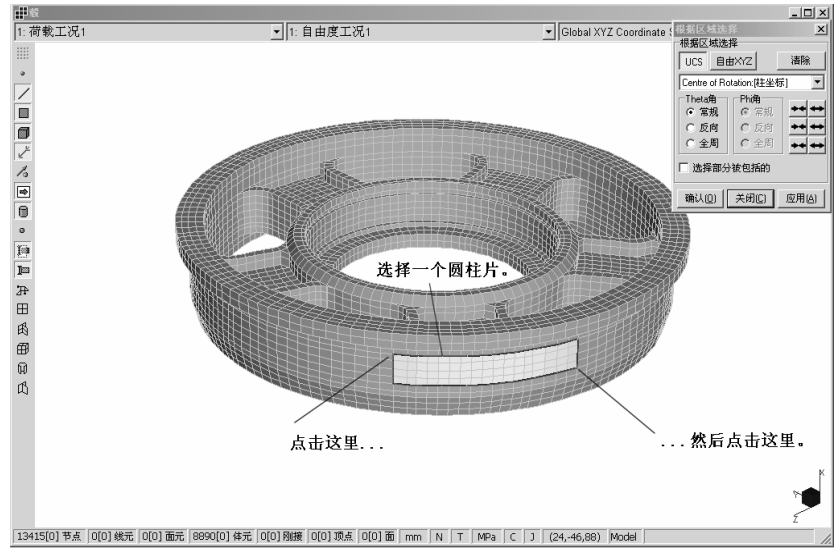 毂
1: 荷载工况1
1: 自由度工况1
Global XYZ Coordinate S
根据区域选择
根据区域选择
UCS 自由XYZ 清除
Centre of Rotation:[柱坐标]
Theta角 Phi角
常规 常规
反向 反向
全周 全周
选择部分被包括的
确认(O) 关闭(C) 应用(A)
选择一个圆柱片。
点击这里...
...然后点击这里。
X
Y
Z
13415[0] 节点 0[0] 线元 0[0] 面元 8890[0] 体元 0[0] 刚接 0[0] 顶点 0[0] 面 mm N T MPa C J (24,-46,88) Model